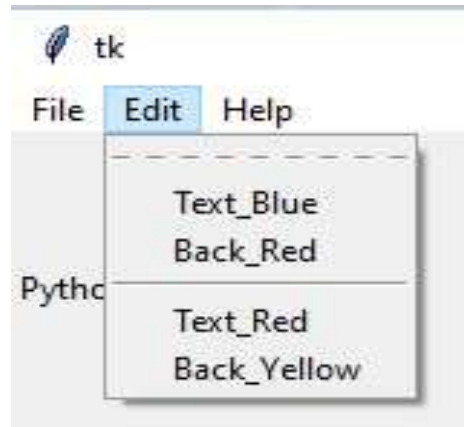 tk
File Edit Help
Text_Blue
Back_Red
Pytho
Text_Red
Back_Yellow